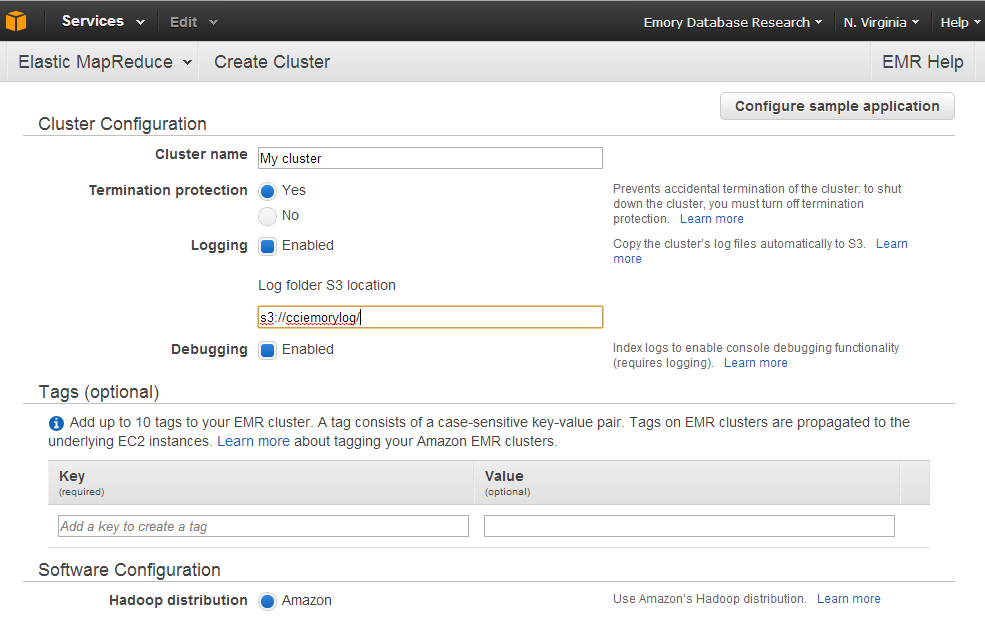 Services Edit Emory Database Research N. Virginia Help
Elastic MapReduce Create Cluster EMR Help
Configure sample application
Cluster Configuration
Cluster name My cluster
Termination protection Yes
No
Prevents accidental termination of the cluster: to shut
down the cluster, you must turn off termination
protection. Learn more
Logging Enabled
Copy the cluster's log files automatically to S3. Learn
more
Log folder S3 location
s3://cciemorylog/
Debugging Enabled
Index logs to enable console debugging functionality
(requires logging). Learn more
Tags (optional)
Add up to 10 tags to your EMR cluster. A tag consists of a case-sensitive key-value pair. Tags on EMR clusters are propagated to the
underlying EC2 instances. Learn more about tagging your Amazon EMR clusters.
Key Value
(required) (optional)
Add a key to create a tag
Software Configuration
Hadoop distribution Amazon Use Amazon's Hadoop distribution. Learn more